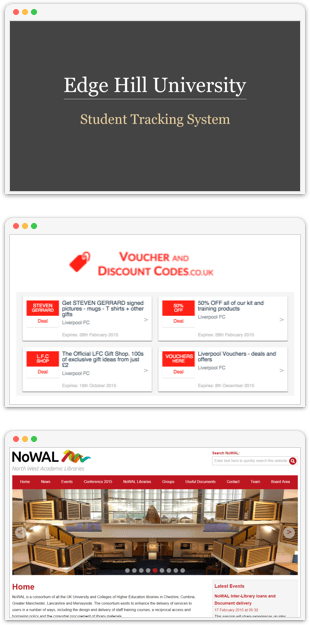 Edge Hill University
Student Tracking System
VOUCHER AND
DISCOUNT CODES.CO.UK
STEVEN
GERRARD
Deal
Get STEVEN GERRARD signed
pictures - mugs - T shirts + other
gifts
Liverpool FC
>
Expires: 28th February 2015
50%
OFF
Deal
50% OFF all of our kit and
training products
Liverpool FC
>
Expires: 28th February 2015
L.F.C
SHOP
Deal
The Official LFC Gift Shop. 100s
of exclusive gift ideas from just
£2
Liverpool FC
>
Expires: 16th October 2015
VOUCHERS
HERE
Deal
Liverpool Vouchers - deals and
offers
Liverpool FC
>
Expires: 9th December 2015
NoWAL
North West Academic Libraries
Search NoWAL:
Home
News
Events
Conference 2015
NoWAL Libraries
Groups
Useful Documents
Contact
Team
Board Area
Home
NoWAL is a consortium of all the UK University and Colleges of Higher Education libraries in Cheshire, Cumbria,
Greater Manchester, Lancashire and Merseyside. The consortium exists to enhance the delivery of services to
users in a number of ways, including the design and delivery of staff training courses, reciprocal access and
Latest Events
NoWAL Inter-Library loans and
Document delivery